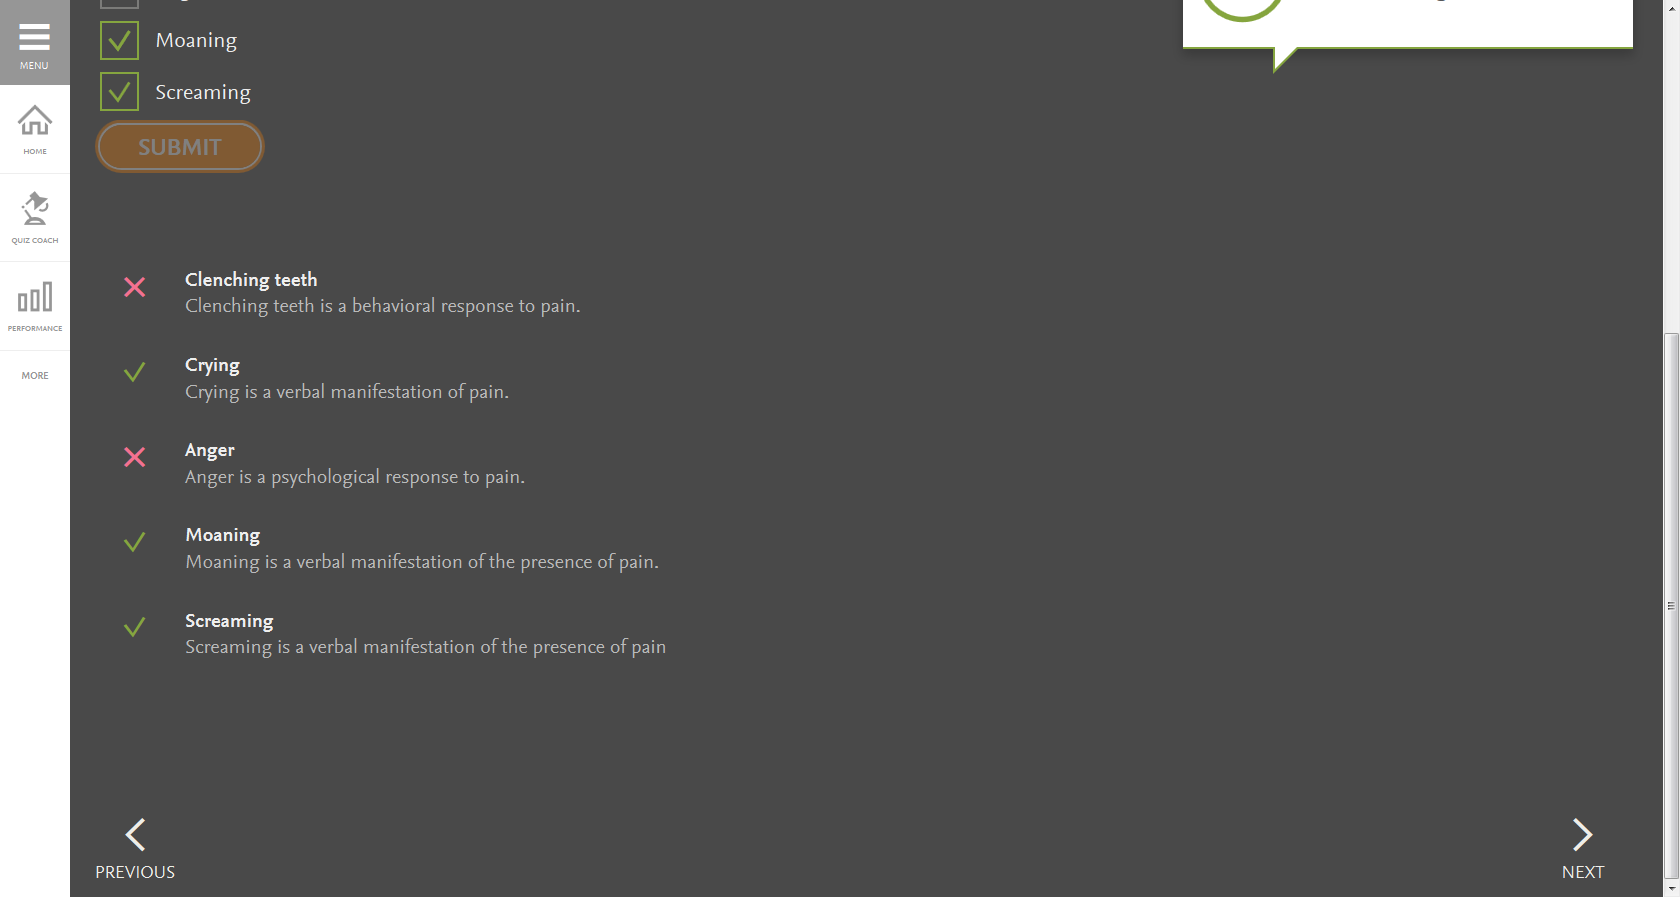 MENU
HOME
QUIZ COACH
PERFORMANCE
MORE
Moaning
Screaming
SUBMIT
Clenching teeth
Clenching teeth is a behavioral response to pain.
Crying
Crying is a verbal manifestation of pain.
Anger
Anger is a psychological response to pain.
Moaning
Moaning is a verbal manifestation of the presence of pain.
Screaming
Screaming is a verbal manifestation of the presence of pain
PREVIOUS
NEXT